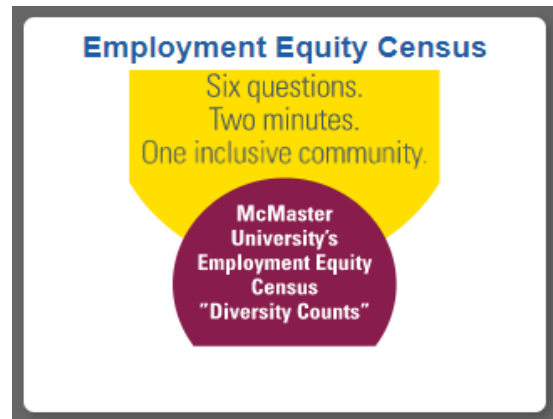 Employment Equity Census
Six questions.
Two minutes.
One inclusive community.
McMaster
University's
Employment Equity
Census
"Diversity Counts"